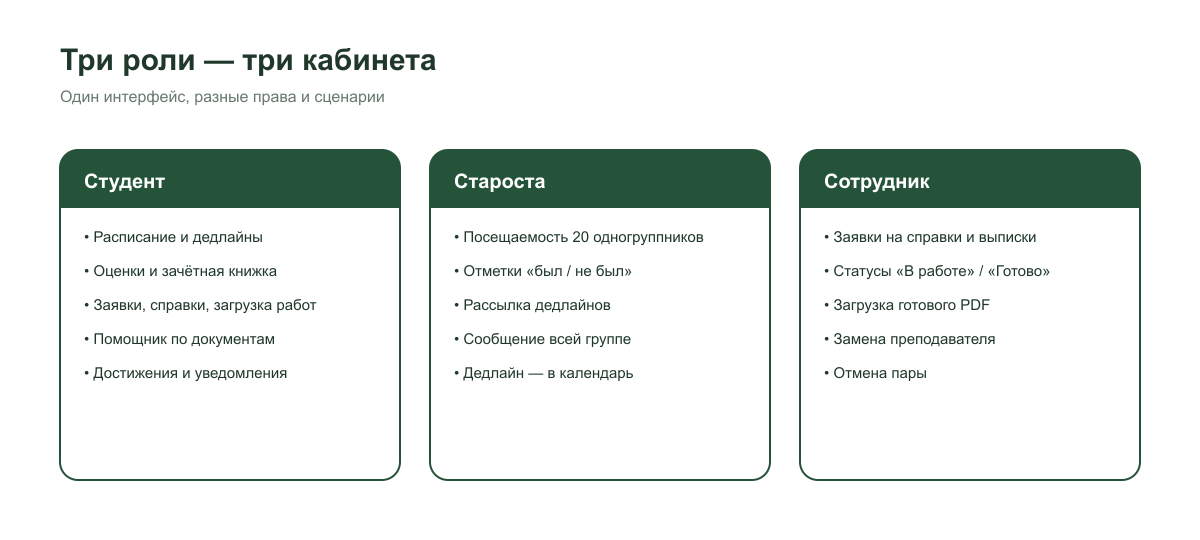 Три роли — три кабинета
Один интерфейс, разные права и сценарии
Студент
• Расписание и дедлайны
• Оценки и зачётная книжка
• Заявки, справки, загрузка работ
• Помощник по документам
• Достижения и уведомления
Староста
• Посещаемость 20 одногруппников
• Отметки «был / не был»
• Рассылка дедлайнов
• Сообщение всей группе
• Дедлайн — в календарь
Сотрудник
• Заявки на справки и выписки
• Статусы «В работе» / «Готово»
• Загрузка готового PDF
• Замена преподавателя
• Отмена пары